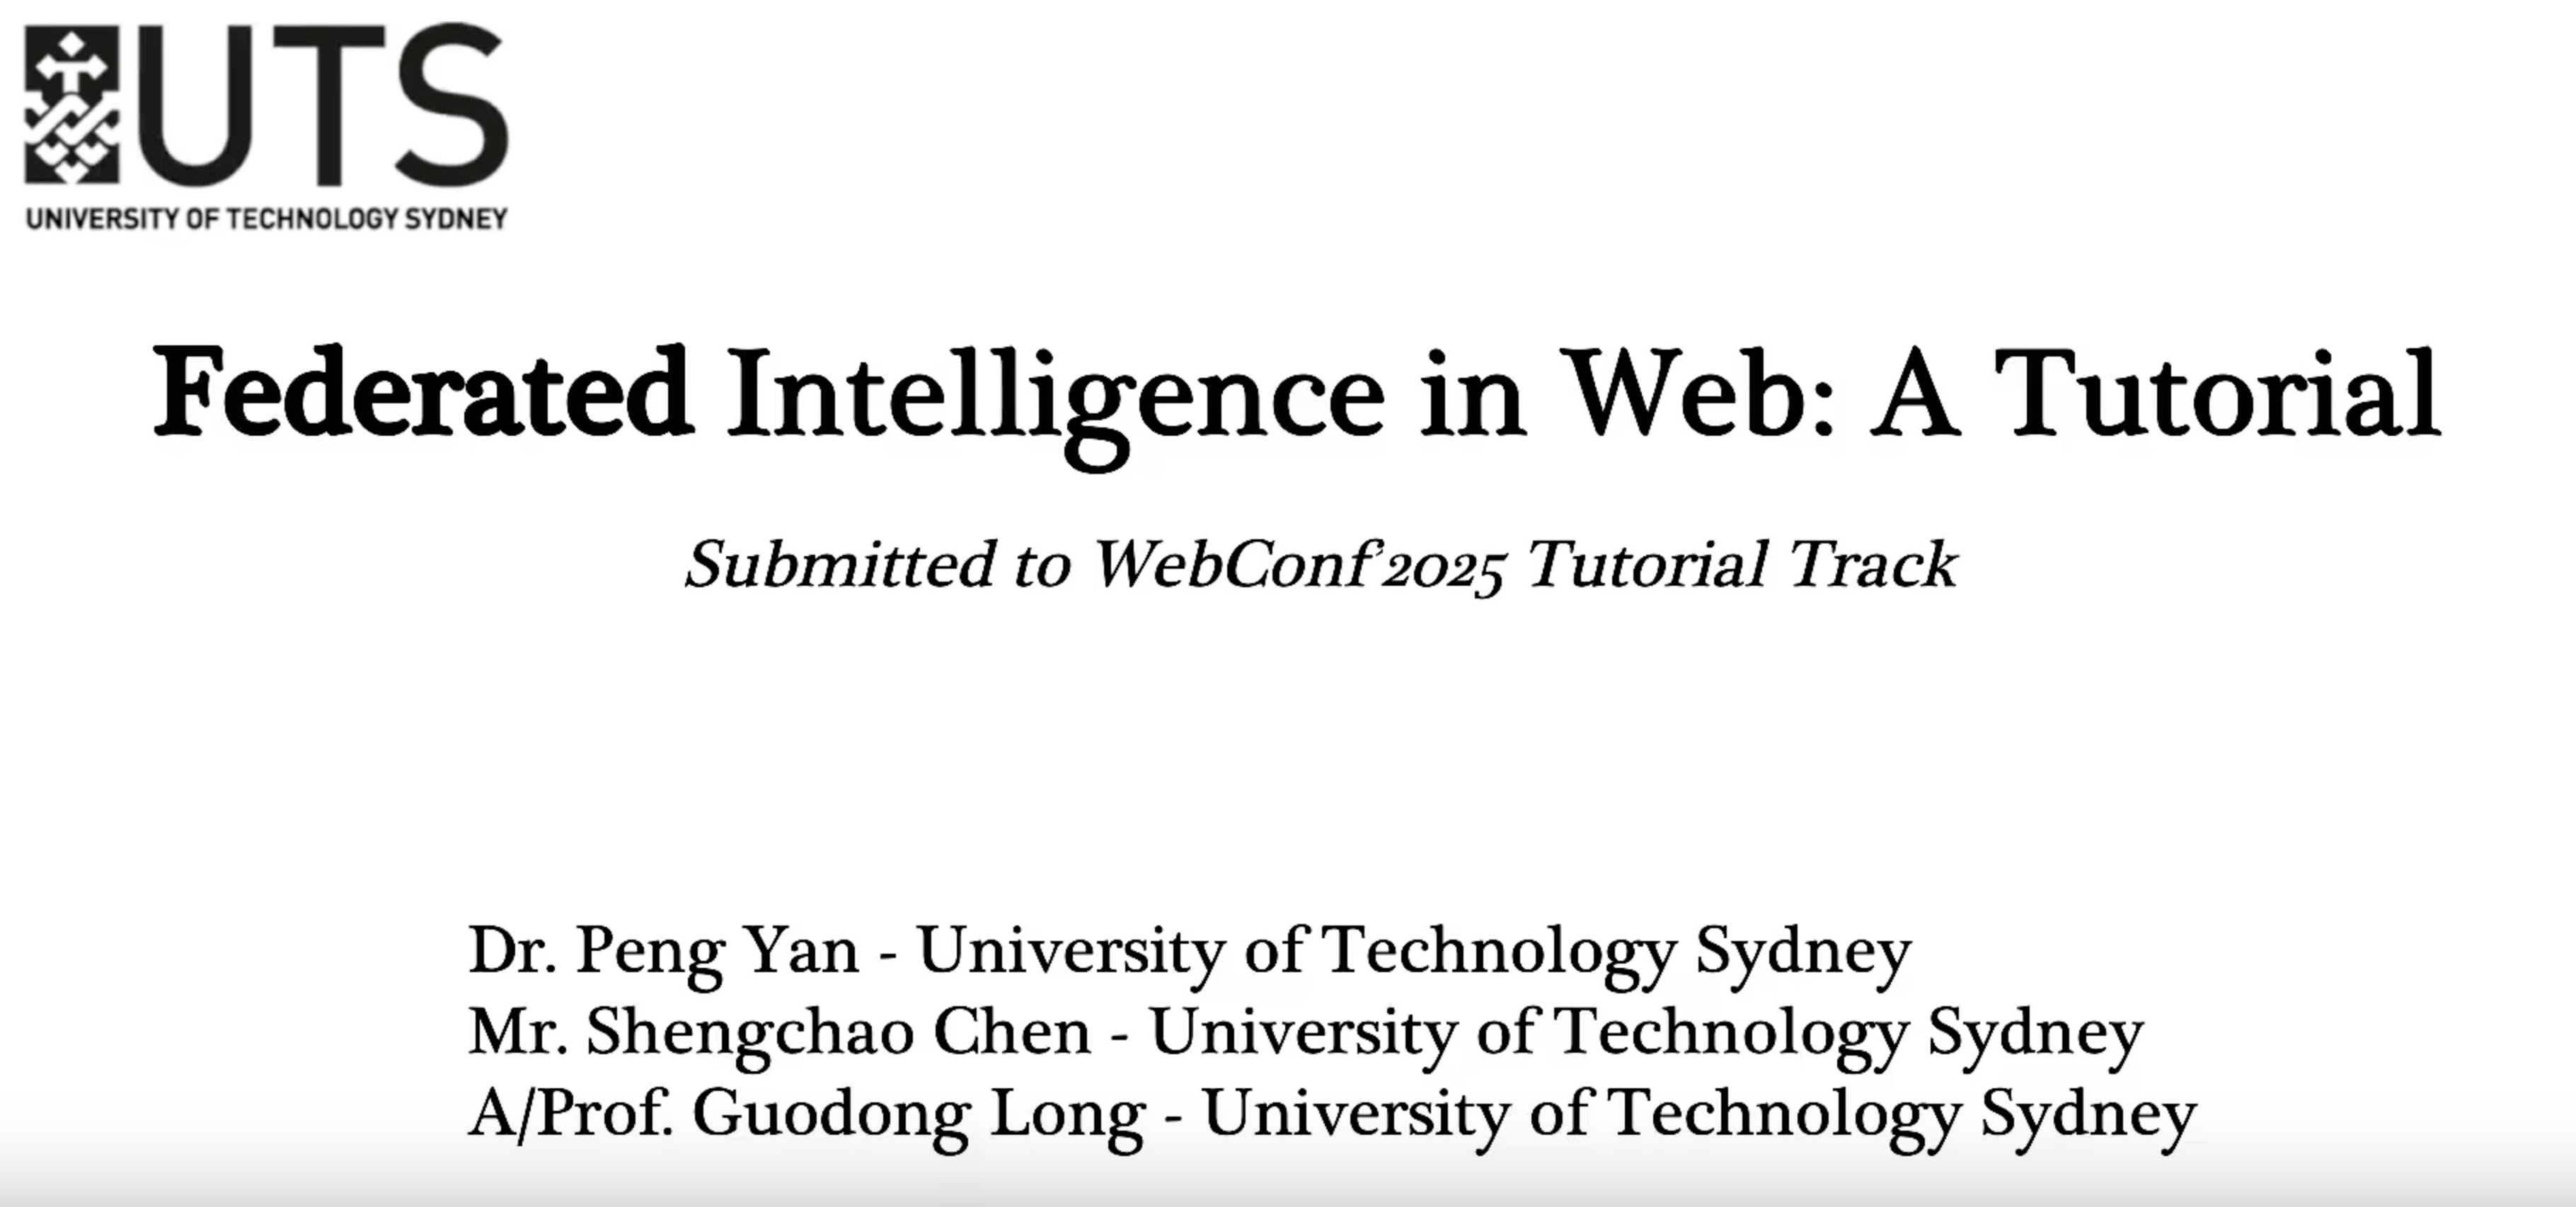 UTS
UNIVERSITY OF TECHNOLOGY SYDNEY
Federated Intelligence in Web: A Tutorial
Submitted to WebConf'2025 Tutorial Track
Dr. Peng Yan - University of Technology Sydney
Mr. Shengchao Chen - University of Technology Sydney
A/Prof. Guodong Long - University of Technology Sydney